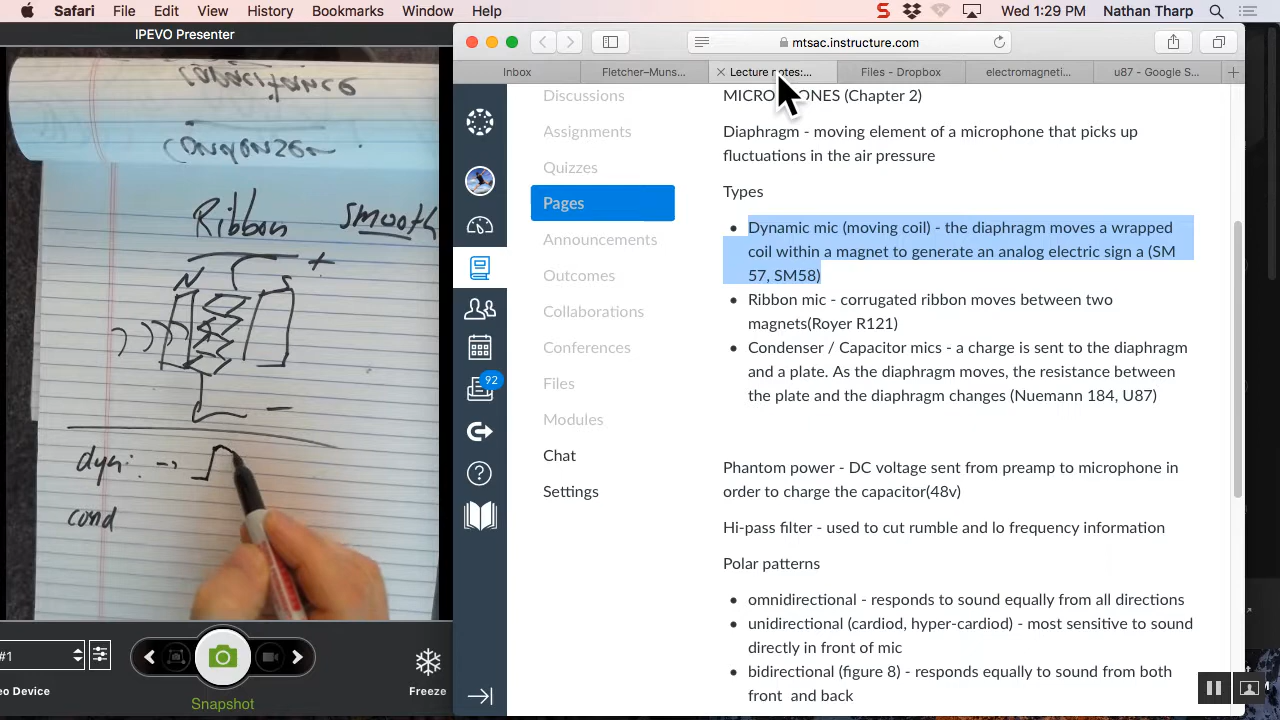 Safari File Edit View History Bookmarks Window Help
Wed 1:29 PM Nathan Tharp
IPEVO Presenter
mtsac.instructure.com
Inbox
Fletcher–Muns...
Lecture notes:...
Files - Dropbox
electromagneti...
u87 - Google S...
Capacitance
Condenser
Ribbon Smooth
N S +
−
dyn: →
cond
#1
eo Device
Snapshot
Freeze
92
Discussions
Assignments
Quizzes
Pages
Announcements
Outcomes
Collaborations
Conferences
Files
Modules
Chat
Settings
MICRO ONES (Chapter 2)
Diaphragm - moving element of a microphone that picks up
fluctuations in the air pressure
Types
Dynamic mic (moving coil) - the diaphragm moves a wrapped
coil within a magnet to generate an analog electric sign a (SM
57, SM58)
Ribbon mic - corrugated ribbon moves between two
magnets(Royer R121)
Condenser / Capacitor mics - a charge is sent to the diaphragm
and a plate. As the diaphragm moves, the resistance between
the plate and the diaphragm changes (Nuemann 184, U87)
Phantom power - DC voltage sent from preamp to microphone in
order to charge the capacitor(48v)
Hi-pass filter - used to cut rumble and lo frequency information
Polar patterns
omnidirectional - responds to sound equally from all directions
unidirectional (cardiod, hyper-cardiod) - most sensitive to sound
directly in front of mic
bidirectional (figure 8) - responds equally to sound from both
front and back